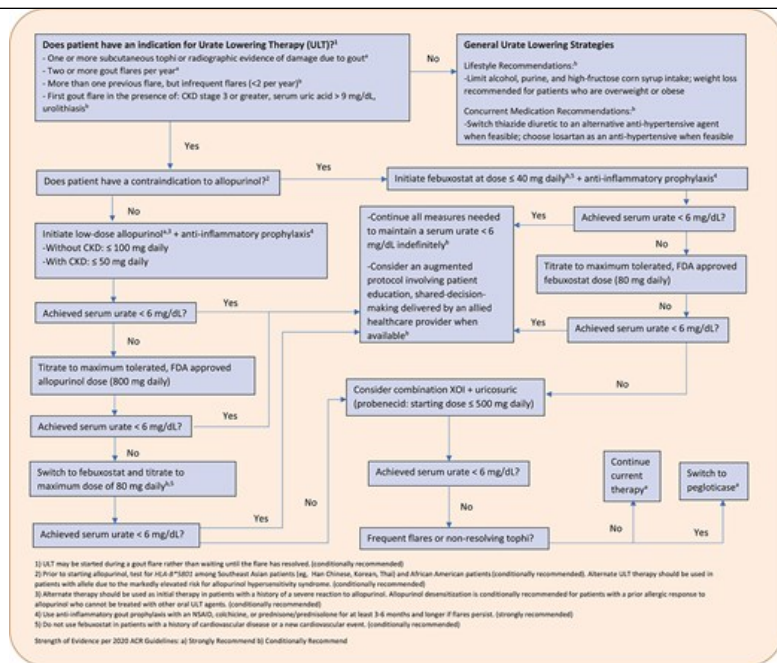 Does patient have an indication for Urate Lowering Therapy (ULT)?1
- One or more subcutaneous tophi or radiographic evidence of damage due to goutᵃ
- Two or more gout flares per yearᵃ
- More than one previous flare, but infrequent flares (<2 per year)ᵇ
- First gout flare in the presence of: CKD stage 3 or greater, serum uric acid > 9 mg/dL,
urolithiasisᵇ
No
General Urate Lowering Strategies
Lifestyle Recommendations:ᵇ
-Limit alcohol, purine, and high-fructose corn syrup intake; weight loss
recommended for patients who are overweight or obese
Concurrent Medication Recommendations:ᵇ
-Switch thiazide diuretic to an alternative anti-hypertensive agent
when feasible; choose losartan as an anti-hypertensive when feasible
Yes
Does patient have a contraindication to allopurinol?²
Yes
Initiate febuxostat at dose ≤ 40 mg dailyᵇ,⁵ + anti-inflammatory prophylaxis⁴
No
Initiate low-dose allopurinolᵃ,³ + anti-inflammatory prophylaxis⁴
-Without CKD: ≤ 100 mg daily
-With CKD: ≤ 50 mg daily
-Continue all measures needed
to maintain a serum urate < 6
mg/dL indefinitelyᵇ
-Consider an augmented
protocol involving patient
education, shared-decision-
making delivered by an allied
healthcare provider when
availableᵇ
Yes
Achieved serum urate < 6 mg/dL?
No
Titrate to maximum tolerated, FDA approved
febuxostat dose (80 mg daily)
No
Yes
Achieved serum urate < 6 mg/dL?
Achieved serum urate < 6 mg/dL?
Yes
No
Titrate to maximum tolerated, FDA approved
allopurinol dose (800 mg daily)
Achieved serum urate < 6 mg/dL?
Yes
No
Switch to febuxostat and titrate to
maximum dose of 80 mg dailyᵇ,⁵
Achieved serum urate < 6 mg/dL?
Yes
No
No
Consider combination XOI + uricosuric
(probenecid: starting dose ≤ 500 mg daily)
Achieved serum urate < 6 mg/dL?
No
Frequent flares or non-resolving tophi?
No
Yes
Continue
current
therapyᵃ
Switch to
pegloticaseᵃ
1) ULT may be started during a gout flare rather than waiting until the flare has resolved. (conditionally recommended)
2) Prior to starting allopurinol, test for HLA-B*5801 among Southeast Asian patients (eg, Han Chinese, Korean, Thai) and African American patients (conditionally recommended). Alternate ULT therapy should be used in
patients with allele due to the markedly elevated risk for allopurinol hypersensitivity syndrome. (conditionally recommended)
3) Alternate therapy should be used as initial therapy in patients with a history of a severe reaction to allopurinol. Allopurinol desensitization is conditionally recommended for patients with a prior allergic response to
allopurinol who cannot be treated with other oral ULT agents. (conditionally recommended)
4) Use anti-inflammatory gout prophylaxis with an NSAID, colchicine, or prednisone/prednisolone for at least 3-6 months and longer if flares persist. (strongly recommended)
5) Do not use febuxostat in patients with a history of cardiovascular disease or a new cardiovascular event. (conditionally recommended)
Strength of Evidence per 2020 ACR Guidelines: a) Strongly Recommend b) Conditionally Recommend